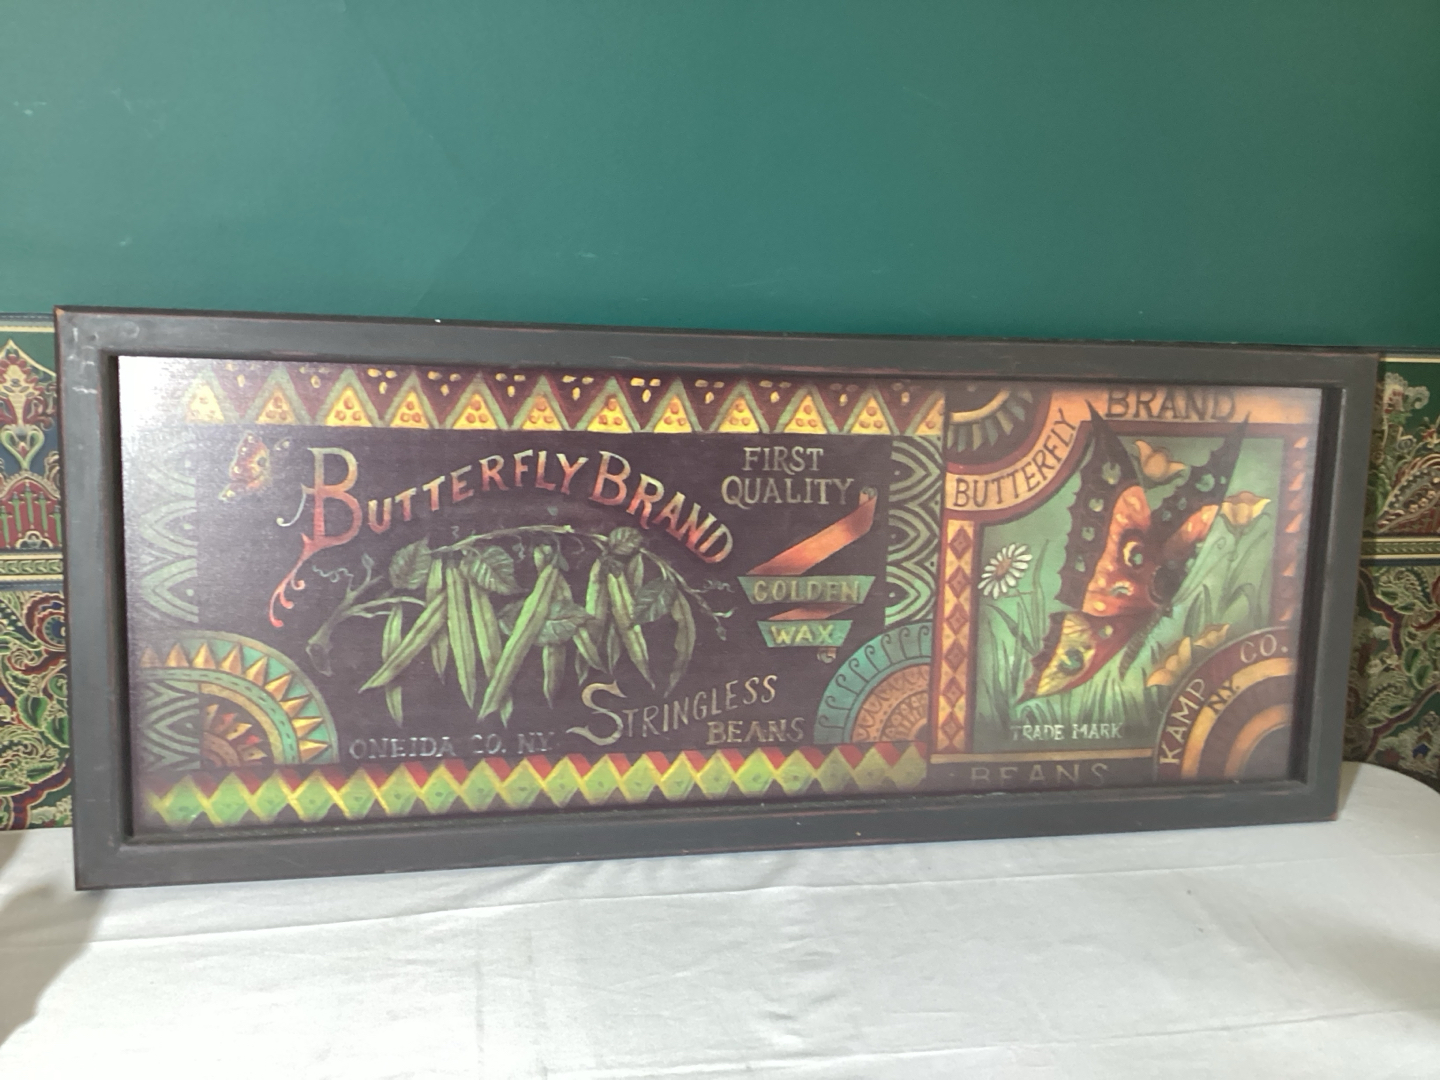 BUTTERFLY BRAND
FIRST
QUALITY
GOLDEN
WAX
STRINGLESS
BEANS
ONEIDA CO. NY
BRAND
BUTTERFLY
TRADE MARK
KAMP
NY.
CO.
BEANS